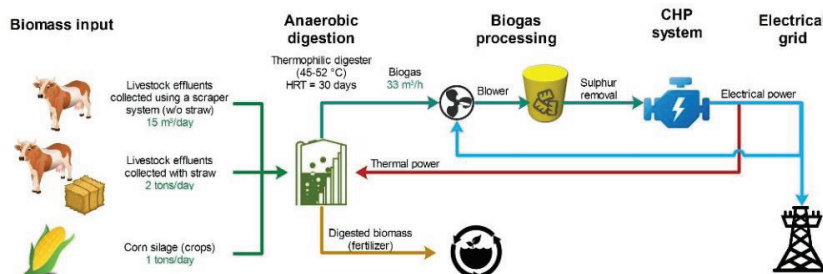 Biomass input
Anaerobic
digestion
Biogas
processing
CHP
system
Electrical
grid
Thermophilic digester
(45-52 °C)
HRT = 30 days
Biogas
33 m³/h
Blower
Sulphur
removal
Electrical power
Livestock effluents
collected using a scraper
system (w/o straw)
15 m³/day
Livestock effluents
collected with straw
2 tons/day
Thermal power
Digested biomass
(fertilizer)
Corn silage (crops)
1 tons/day